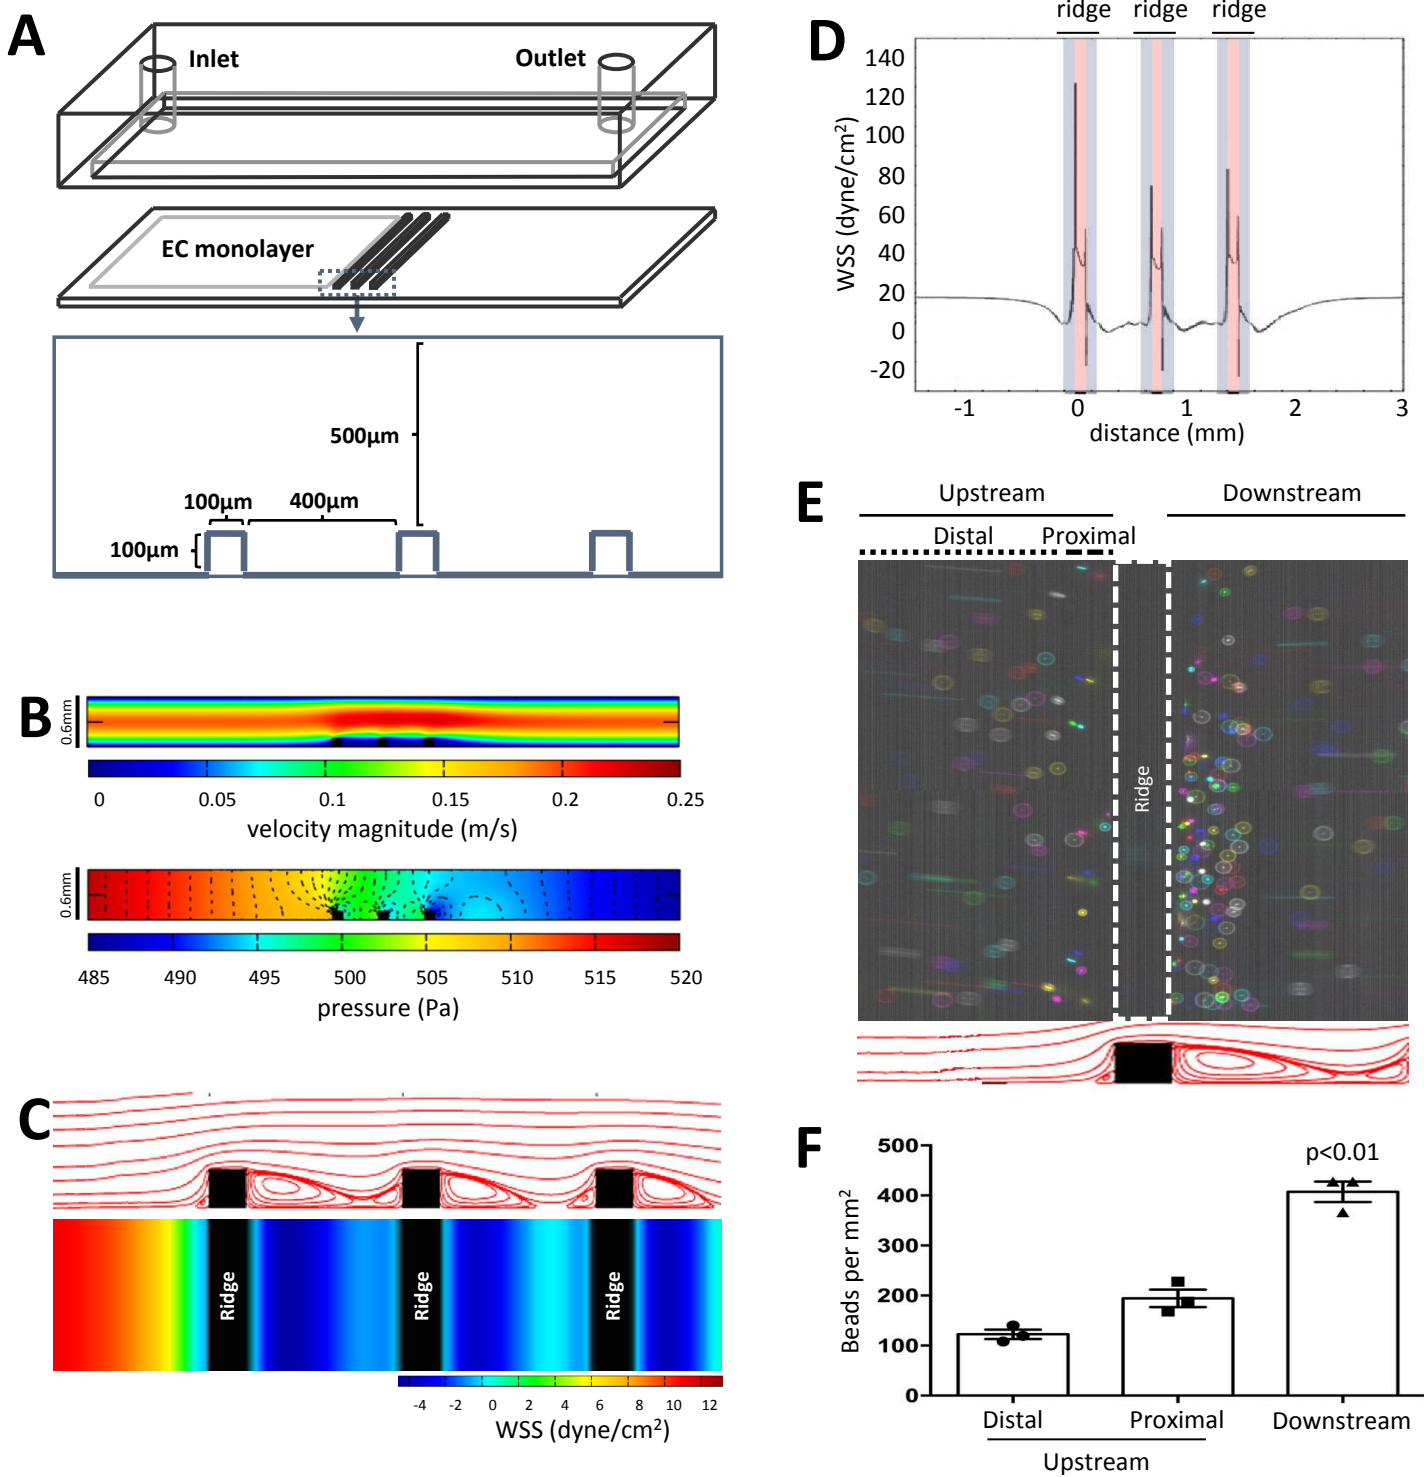 A
Inlet
Outlet
EC monolayer
500µm
100µm
400µm
100µm
B
0.6mm
0 0.05 0.1 0.15 0.2 0.25
velocity magnitude (m/s)
0.6mm
485 490 495 500 505 510 515 520
pressure (Pa)
C
Ridge Ridge Ridge
-4 -2 0 2 4 6 8 10 12
WSS (dyne/cm²)
D
ridge ridge ridge
140
120
100
80
60
40
20
0
-20
WSS (dyne/cm²)
-1 0 1 2 3
distance (mm)
E
Upstream Downstream
Distal Proximal
Ridge
F
500
400
300
200
100
0
Beads per mm²
p<0.01
Distal Proximal Downstream
Upstream